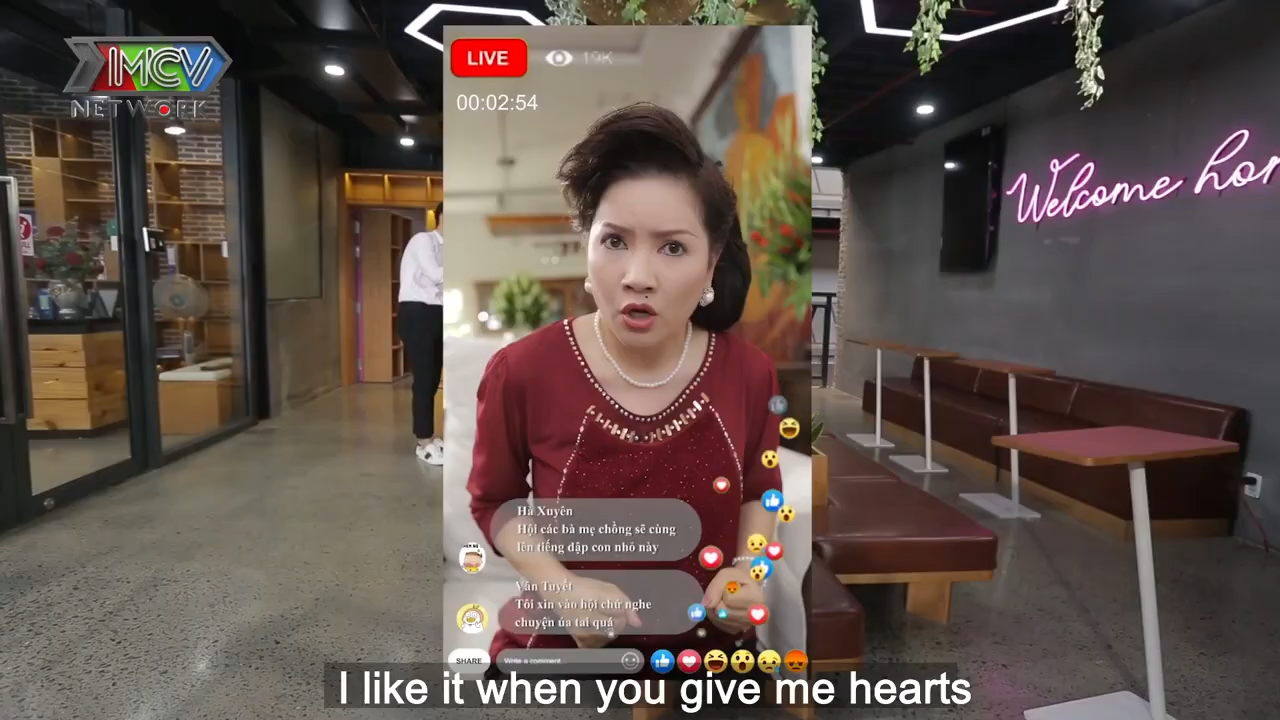 MCV
NETWORK
LIVE
19K
00:02:54
Welcome hom
Hà Xuyên
Hội các bà mẹ chồng sẽ cùng
lên tiếng dập con nhỏ này
Vân Tuyết
Tôi xin vào hội chứ nghe
chuyện úa tai quá
SHARE
Write a comment...
I like it when you give me hearts